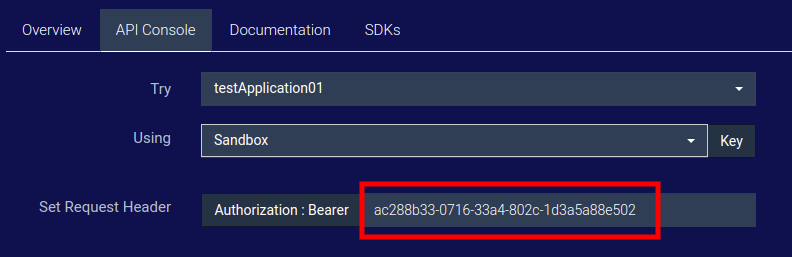 Overview API Console Documentation SDKs
Try testApplication01
Using Sandbox Key
Set Request Header Authorization : Bearer ac288b33-0716-33a4-802c-1d3a5a88e502